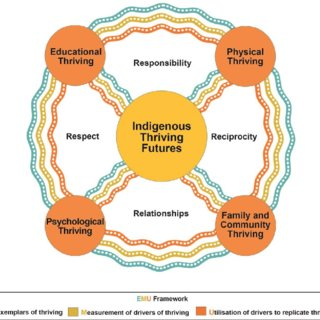 Educational
Thriving
Physical
Thriving
Responsibility
Respect
Indigenous
Thriving
Futures
Reciprocity
Relationships
Psychological
Thriving
Family and
Community
Thriving
EMU Framework
xemplars of thriving Measurement of drivers of thriving Utilisation of drivers to replicate thr